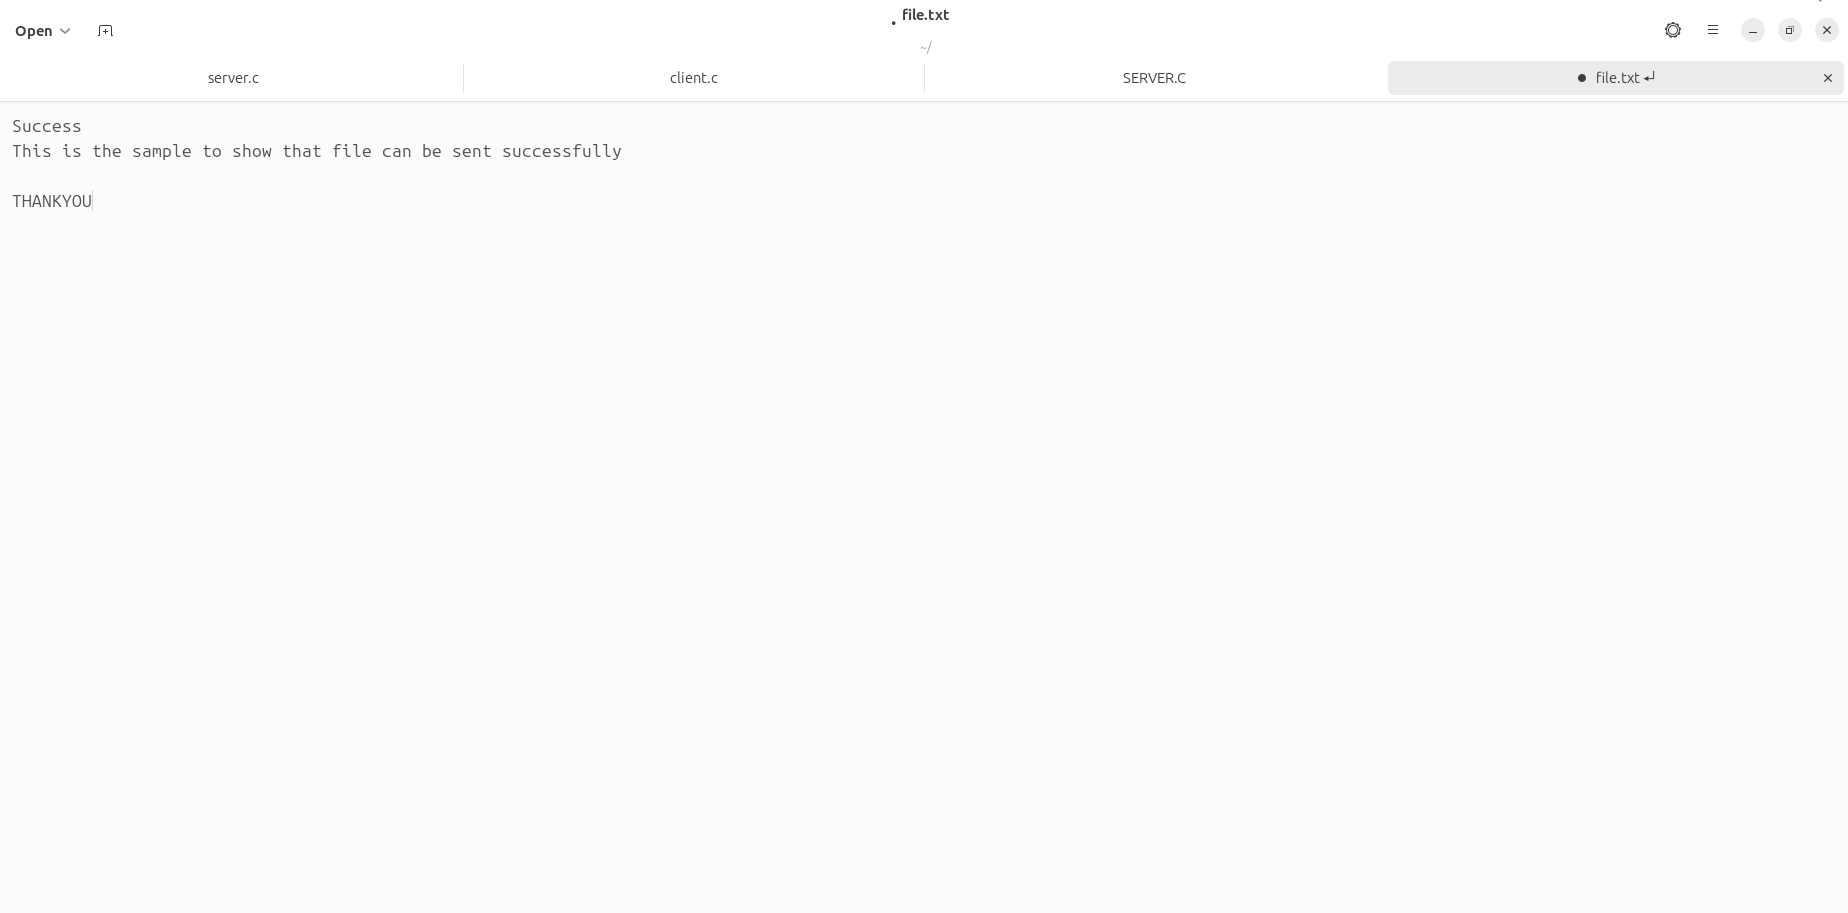 Open
file.txt
~/
server.c
client.c
SERVER.C
file.txt ↵
Success
This is the sample to show that file can be sent successfully
THANKYOU